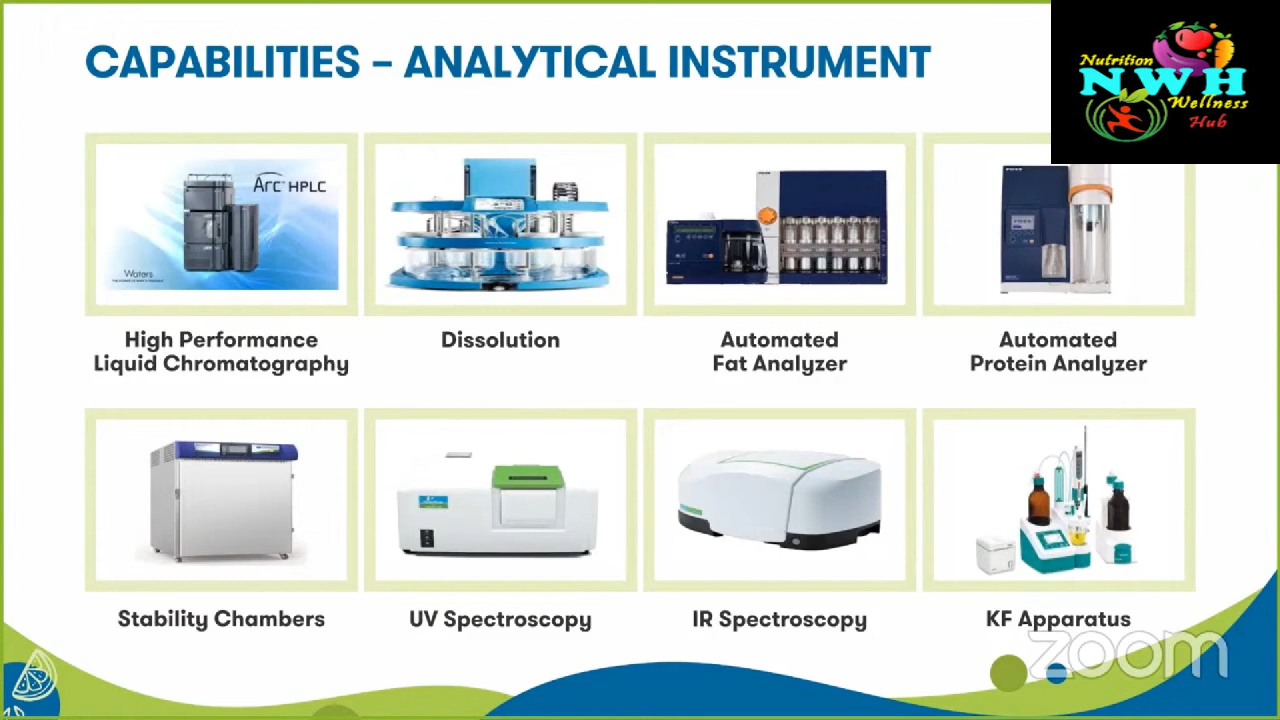 CAPABILITIES – ANALYTICAL INSTRUMENT
Nutrition
NWH
Wellness
Hub
Arc™ HPLC
Waters
High Performance
Liquid Chromatography
Dissolution
Automated
Fat Analyzer
Automated
Protein Analyzer
Stability Chambers
UV Spectroscopy
IR Spectroscopy
KF Apparatus
zoom